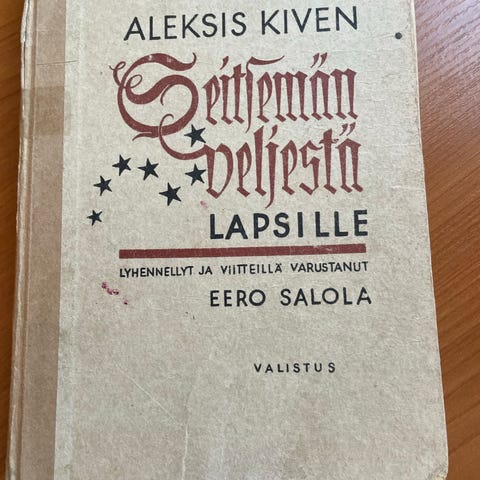 ALEKSIS KIVEN
Seitsemän
veljestä
LAPSILLE
LYHENNELLYT JA VIITTEILLÄ VARUSTANUT
EERO SALOLA
VALISTUS